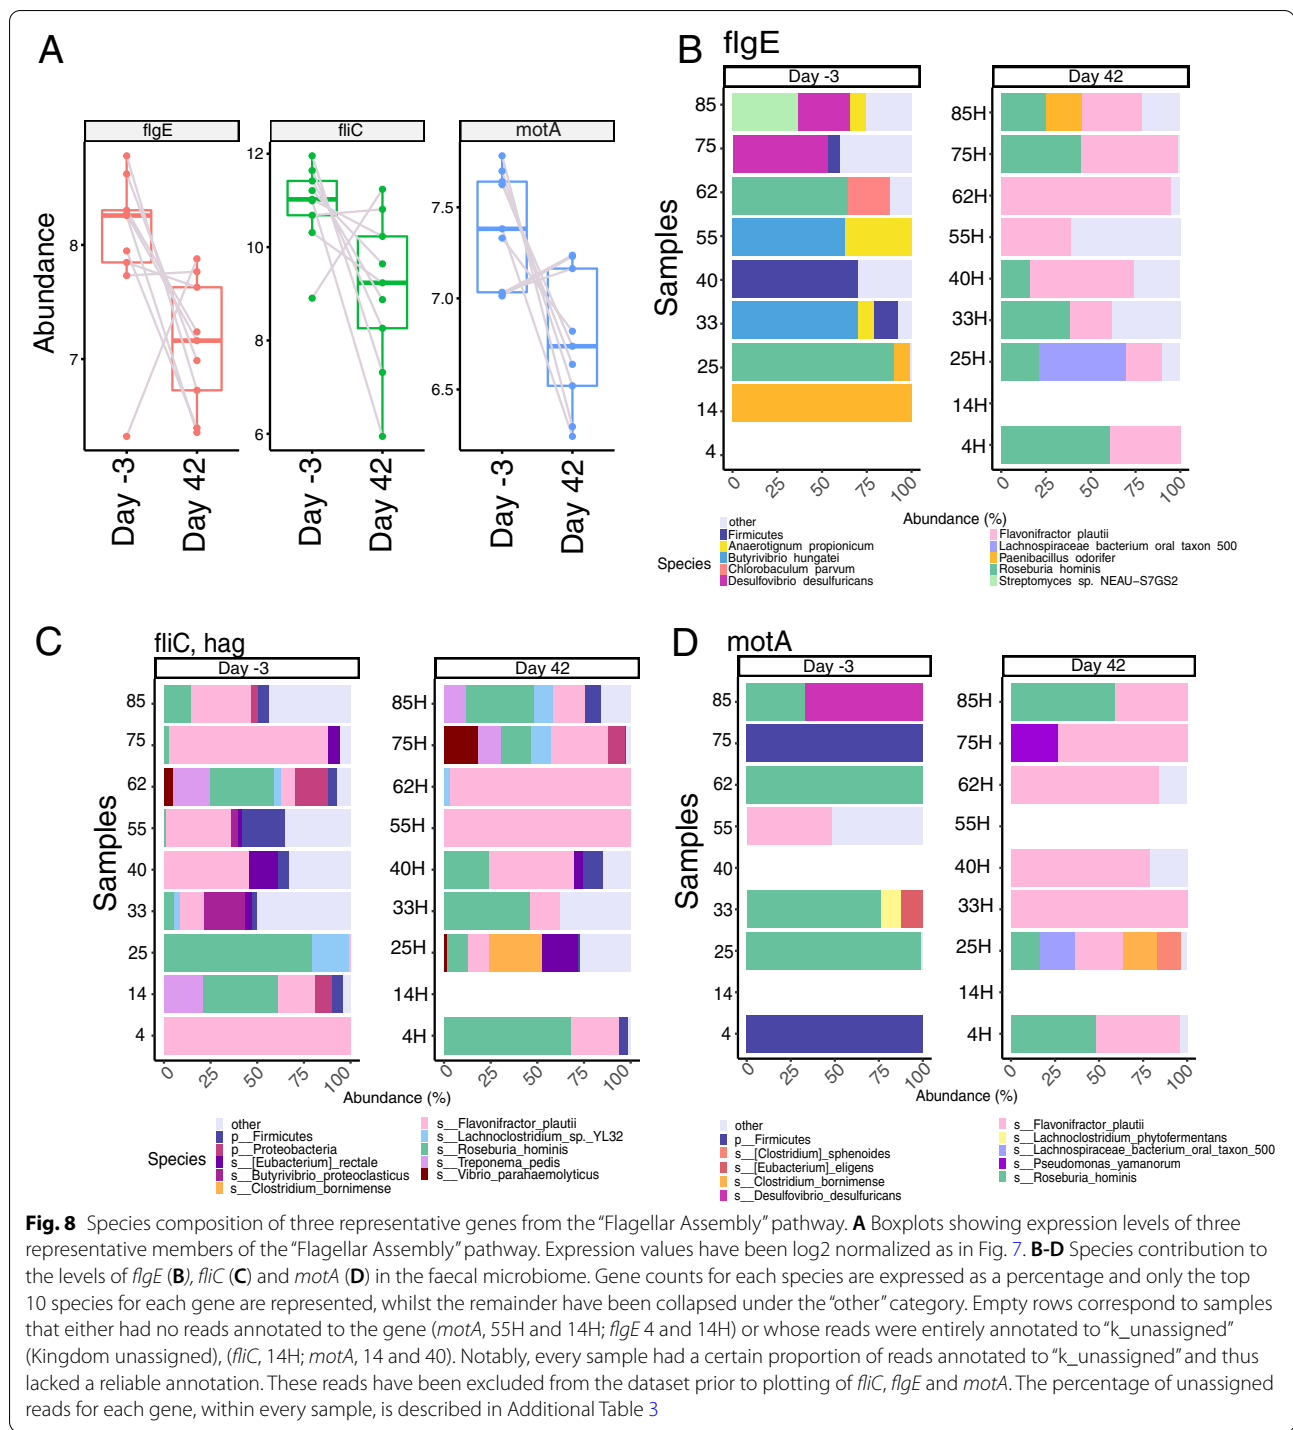 A
flgE
fliC
motA
Abundance
8
7
12
10
8
6
7.5
7.0
6.5
Day -3
Day 42
Day -3
Day 42
Day -3
Day 42
B
flgE
Day -3
Day 42
Samples
85
75
62
55
40
33
25
14
4
85H
75H
62H
55H
40H
33H
25H
14H
4H
0
25
50
75
100
0
25
50
75
100
Abundance (%)
Species
other
Firmicutes
Anaerotignum propionicum
Butyrivibrio hungatei
Chlorobaculum parvum
Desulfovibrio desulfuricans
Flavonifractor plautii
Lachnospiraceae bacterium oral taxon 500
Paenibacillus odorifer
Roseburia hominis
Streptomyces sp. NEAU−S7GS2
C
fliC, hag
Day -3
Day 42
Samples
85
75
62
55
40
33
25
14
4
85H
75H
62H
55H
40H
33H
25H
14H
4H
0
25
50
75
100
0
25
50
75
100
Abundance (%)
Species
other
p__Firmicutes
p__Proteobacteria
s__[Eubacterium]_rectale
s__Butyrivibrio_proteoclasticus
s__Clostridium_bornimense
s__Flavonifractor_plautii
s__Lachnoclostridium_sp._YL32
s__Roseburia_hominis
s__Treponema_pedis
s__Vibrio_parahaemolyticus
D
motA
Day -3
Day 42
Samples
85
75
62
55
40
33
25
14
4
85H
75H
62H
55H
40H
33H
25H
14H
4H
0
25
50
75
100
0
25
50
75
100
Abundance (%)
other
p__Firmicutes
s__[Clostridium]_sphenoides
s__[Eubacterium]_eligens
s__Clostridium_bornimense
s__Desulfovibrio_desulfuricans
s__Flavonifractor_plautii
s__Lachnoclostridium_phytofermentans
s__Lachnospiraceae_bacterium_oral_taxon_500
s__Pseudomonas_yamanorum
s__Roseburia_hominis
Fig. 8 Species composition of three representative genes from the “Flagellar Assembly” pathway. A Boxplots showing expression levels of three
representative members of the “Flagellar Assembly” pathway. Expression values have been log2 normalized as in Fig. 7. B-D Species contribution to
the levels of flgE (B), fliC (C) and motA (D) in the faecal microbiome. Gene counts for each species are expressed as a percentage and only the top
10 species for each gene are represented, whilst the remainder have been collapsed under the “other” category. Empty rows correspond to samples
that either had no reads annotated to the gene (motA, 55H and 14H; flgE 4 and 14H) or whose reads were entirely annotated to “k_unassigned”
(Kingdom unassigned), (fliC, 14H; motA, 14 and 40). Notably, every sample had a certain proportion of reads annotated to “k_unassigned” and thus
lacked a reliable annotation. These reads have been excluded from the dataset prior to plotting of fliC, flgE and motA. The percentage of unassigned
reads for each gene, within every sample, is described in Additional Table 3